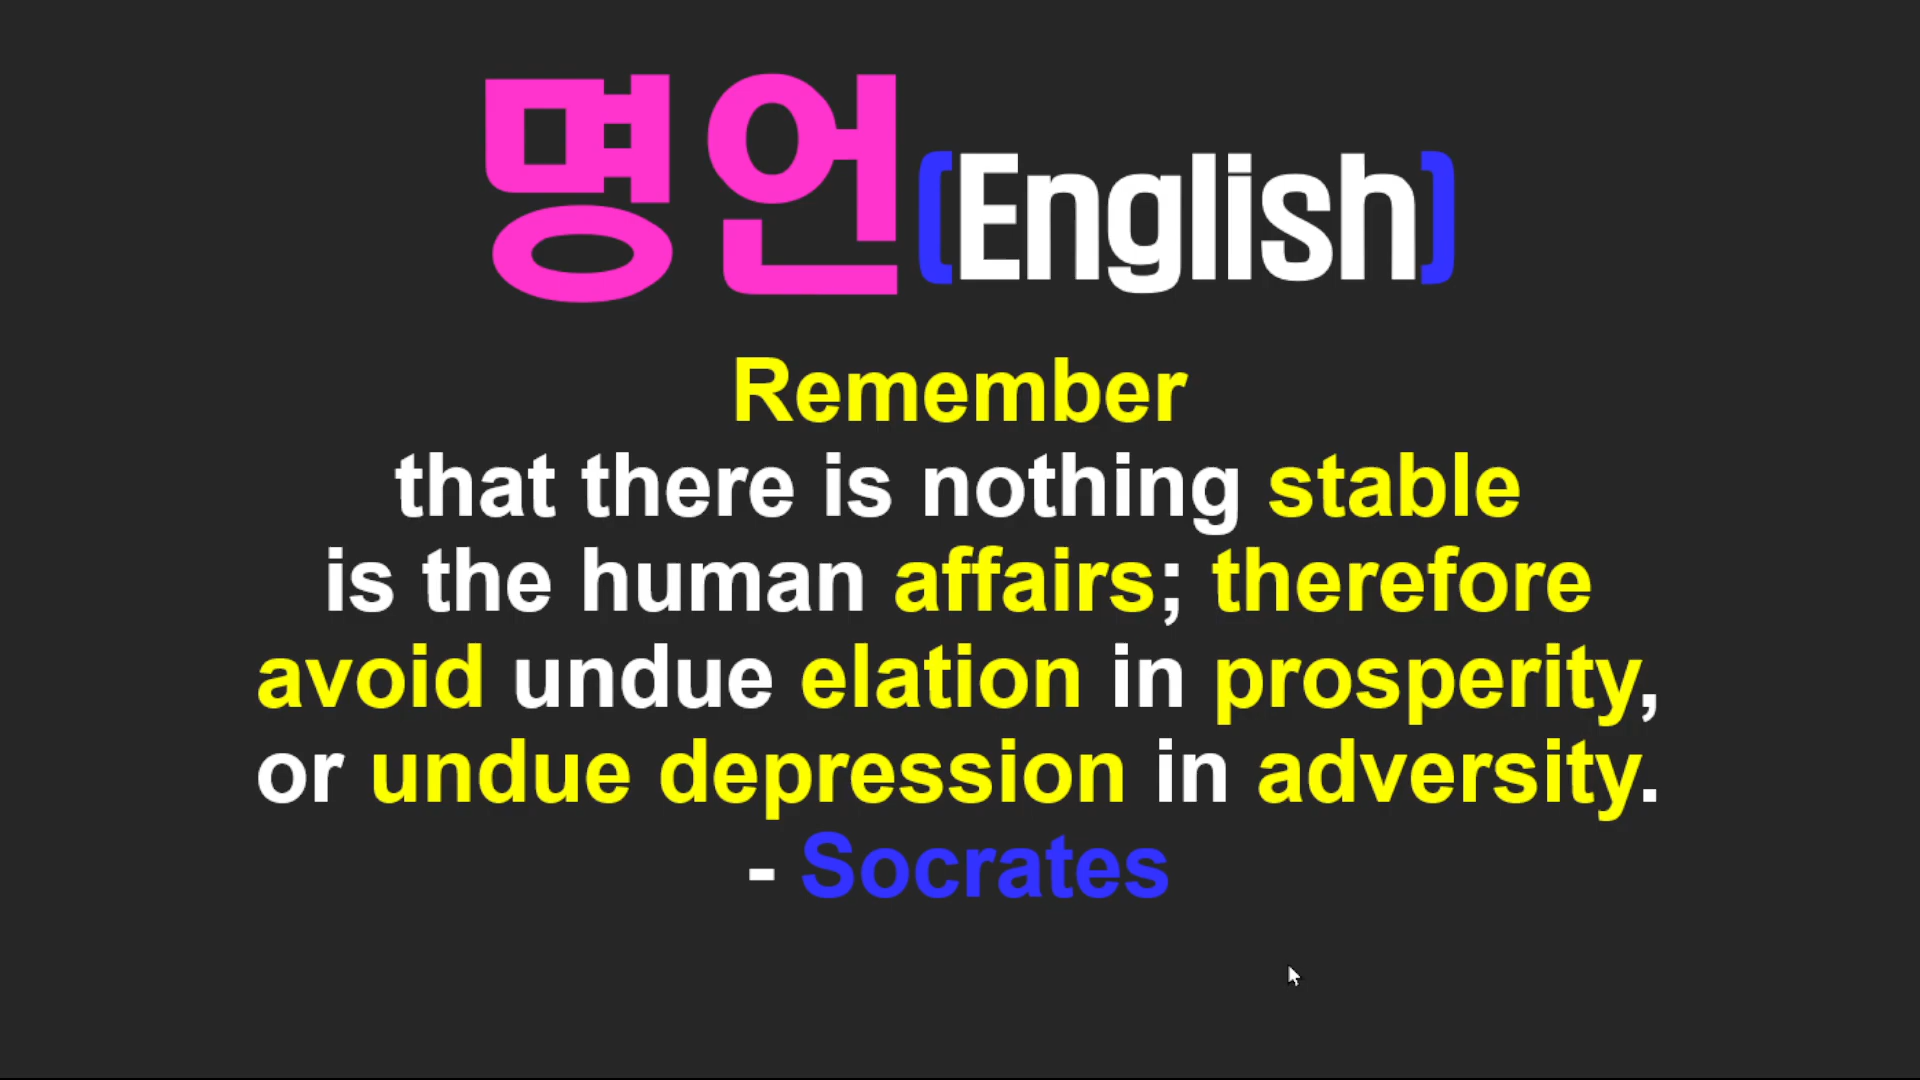 명언(English)
Remember
that there is nothing stable
is the human affairs; therefore
avoid undue elation in prosperity,
or undue depression in adversity.
- Socrates